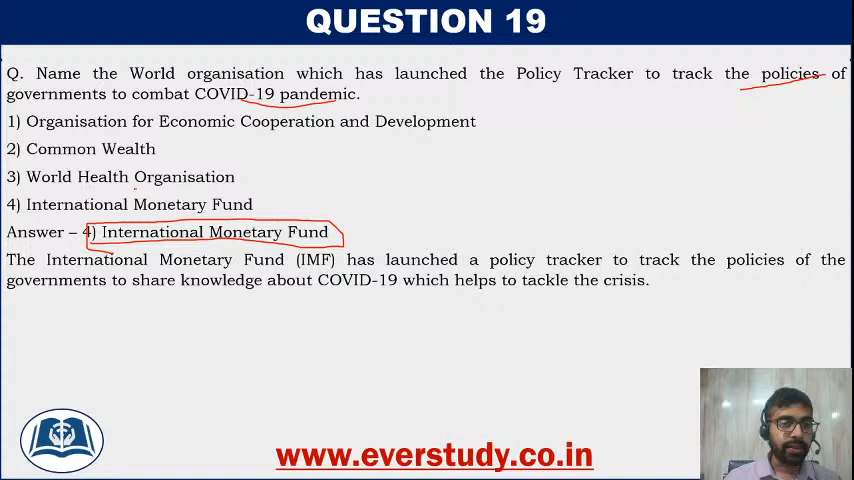 QUESTION 19
Q. Name the World organisation which has launched the Policy Tracker to track the policies of
governments to combat COVID-19 pandemic.
1) Organisation for Economic Cooperation and Development
2) Common Wealth
3) World Health Organisation
4) International Monetary Fund
Answer – 4) International Monetary Fund
The International Monetary Fund (IMF) has launched a policy tracker to track the policies of the
governments to share knowledge about COVID-19 which helps to tackle the crisis.
www.everstudy.co.in